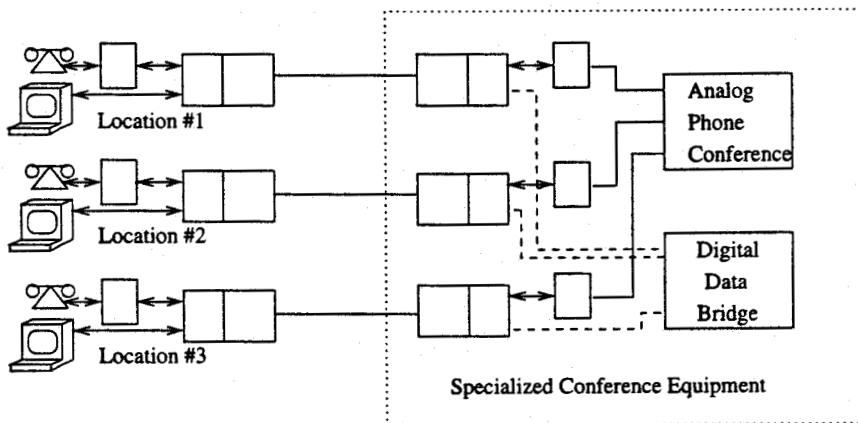 Location #1
Analog
Phone
Conference
Location #2
Digital
Data
Bridge
Location #3
Specialized Conference Equipment